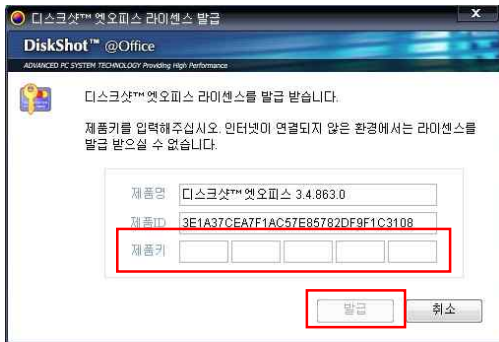 디스크샷™ 엣오피스 라이센스 발급
X
DiskShot™ @Office
ADVANCED PC SYSTEM TECHNOLOGY Providing High Performance
디스크샷™ 엣오피스 라이센스를 발급 받습니다.
제품키를 입력해주십시오. 인터넷이 연결되지 않은 환경에서는 라이센스를
발급 받으실 수 없습니다.
제품명 디스크샷™ 엣오피스 3.4.863.0
제품ID 3E1A37CEA7F1AC57E85782DF9F1C3108
제품키
발급 취소